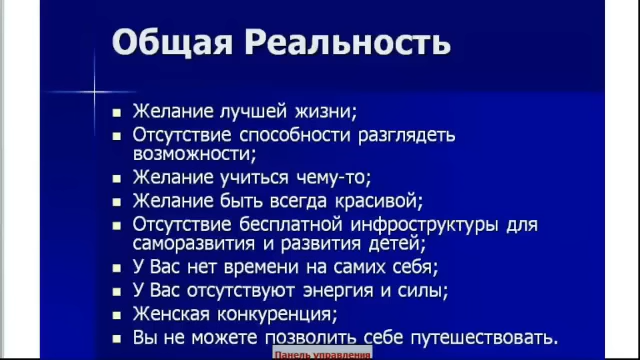 Общая Реальность
Желание лучшей жизни;
Отсутствие способности разглядеть
возможности;
Желание учиться чему-то;
Желание быть всегда красивой;
Отсутствие бесплатной инфроструктуры для
саморазвития и развития детей;
У Вас нет времени на самих себя;
У Вас отсутствуют энергия и силы;
Женская конкуренция;
Вы не можете позволить себе путешествовать.
Панель управления